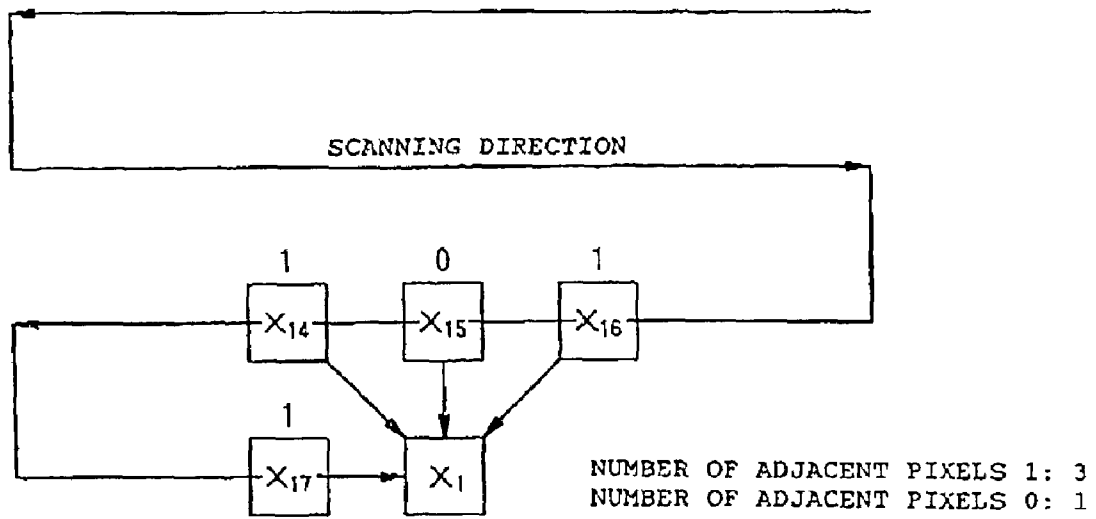 SCANNING DIRECTION
1 0 1
X14 X15 X16
1
X17 X1
NUMBER OF ADJACENT PIXELS 1: 3
NUMBER OF ADJACENT PIXELS 0: 1